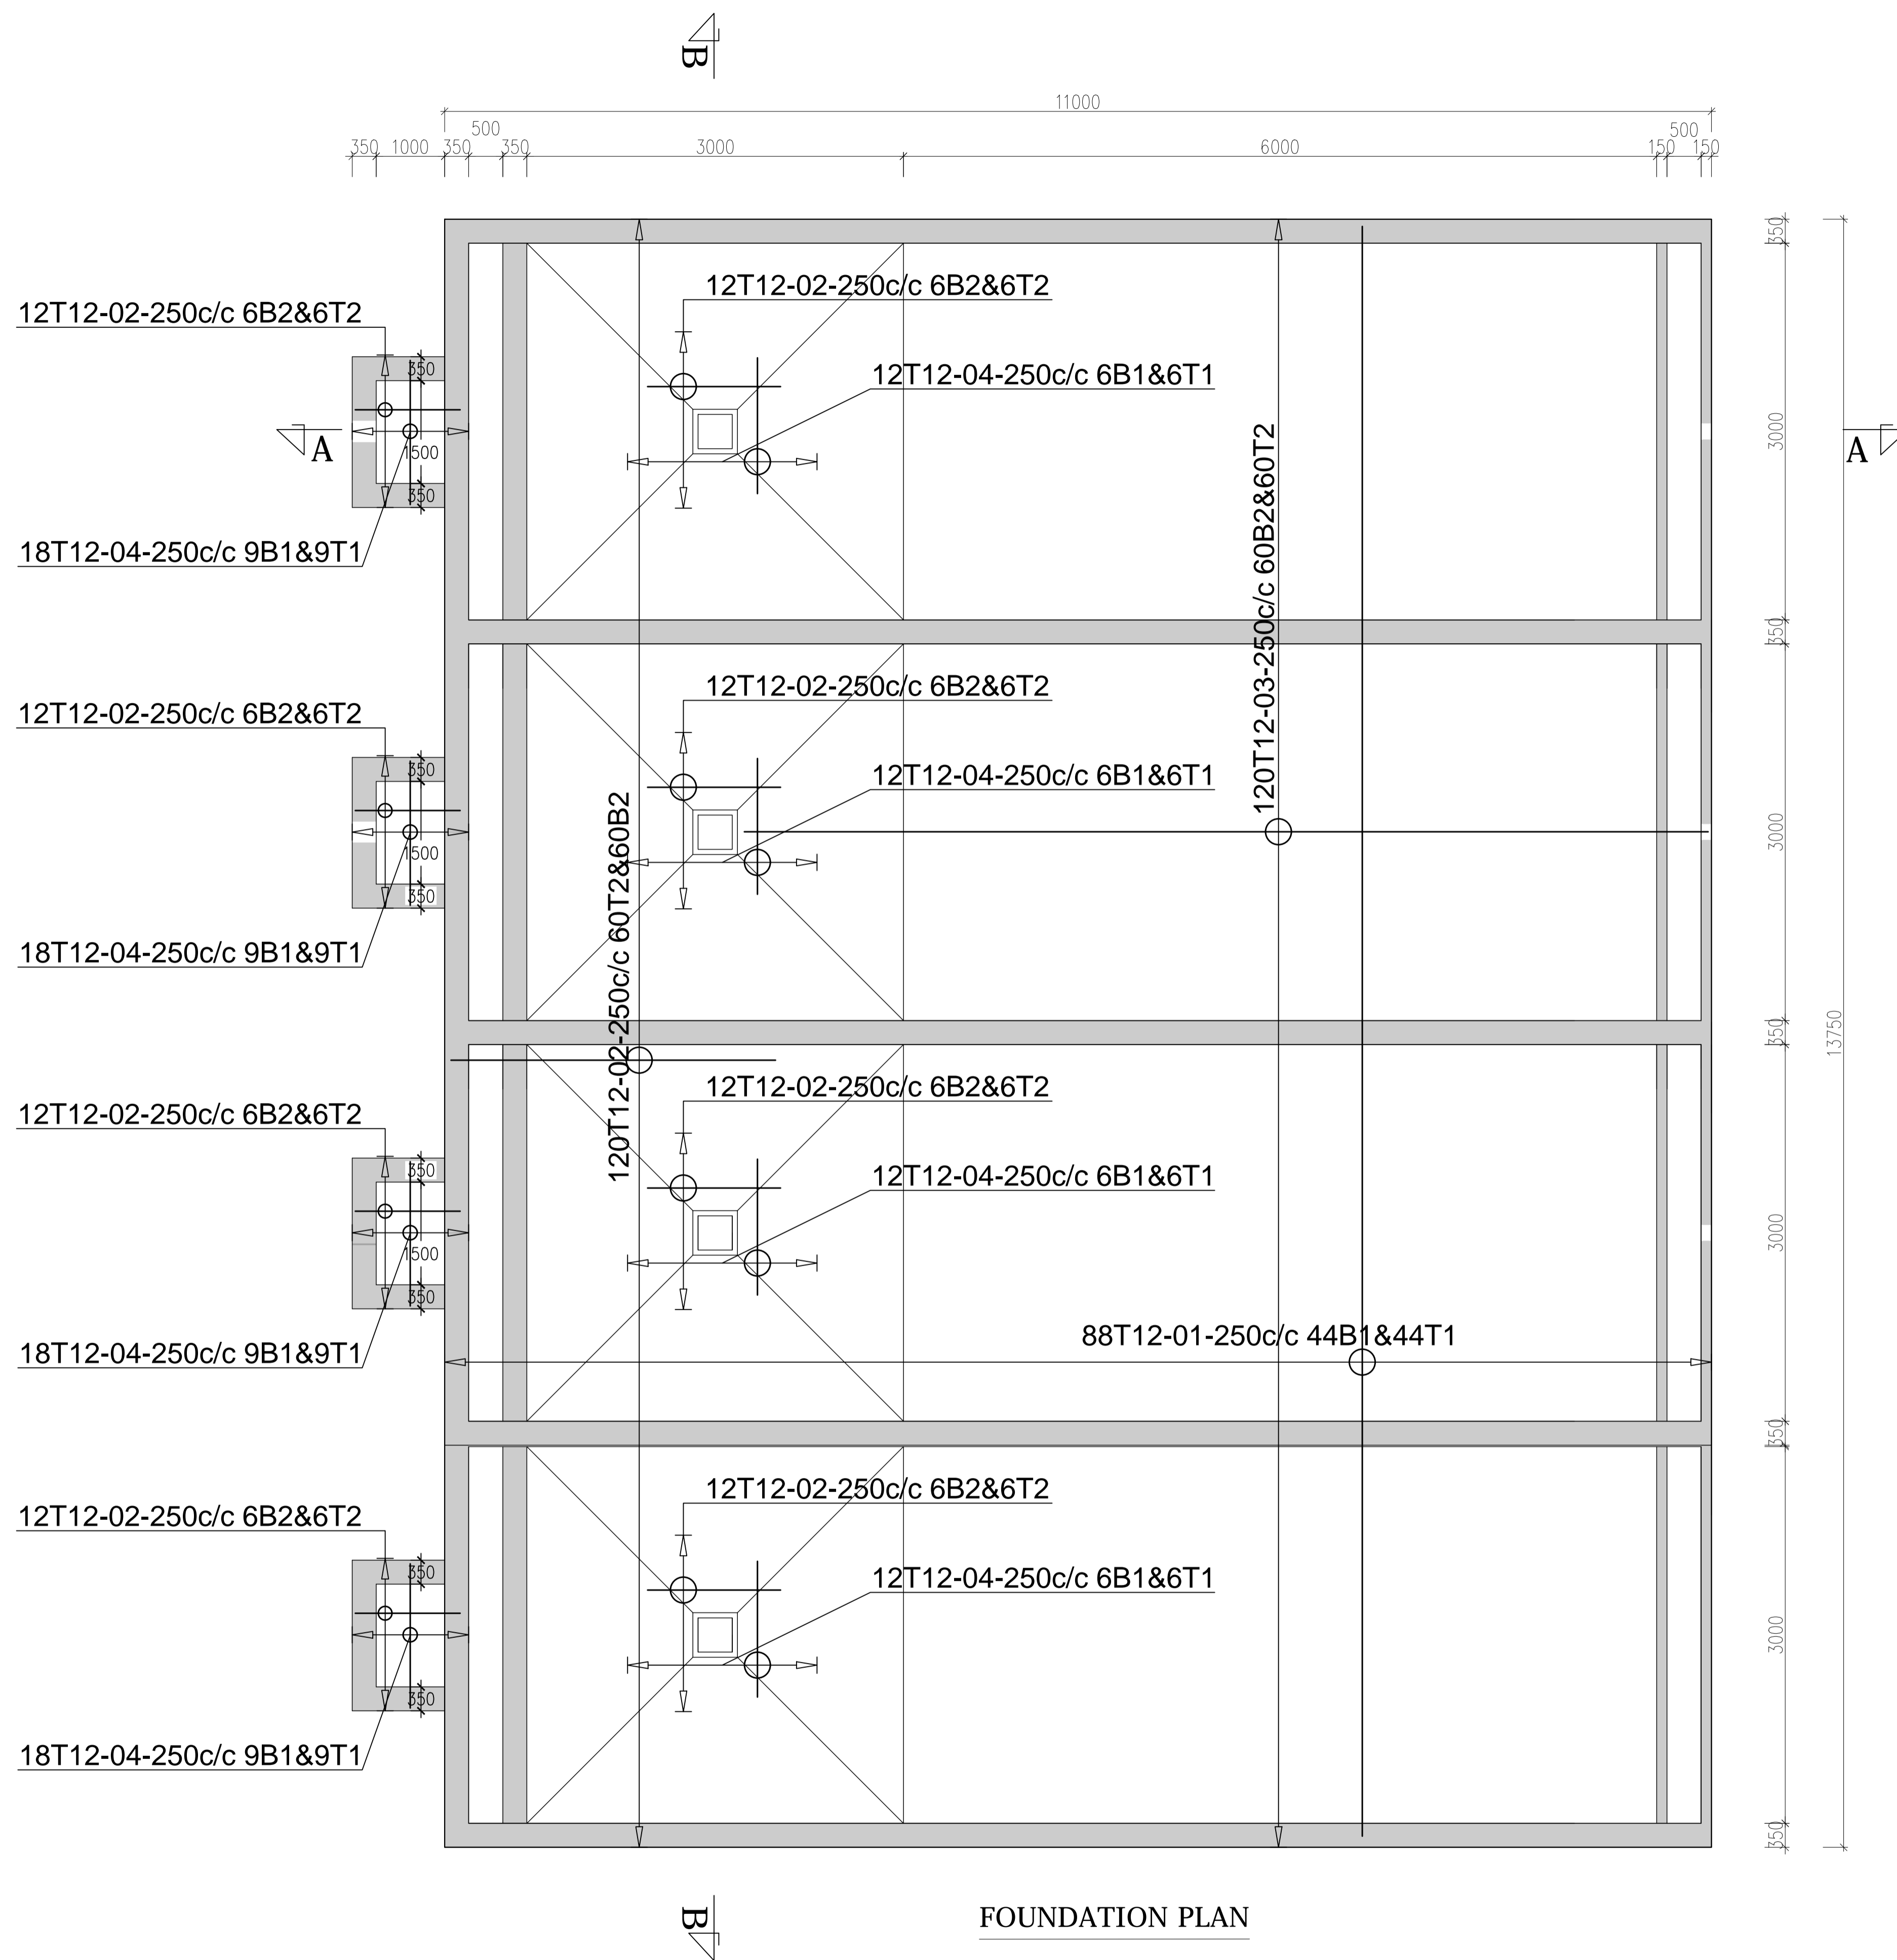 B
11000
500
500
350 1000 350 350 3000 6000 150 150
350
13750
12T12-02-250c/c 6B2&6T2
12T12-02-250c/c 6B2&6T2
350
12T12-04-250c/c 6B1&6T1
A
1500
3000
A
350
18T12-04-250c/c 9B1&9T1
120T12-03-250c/c 60B2&60T2
350
12T12-02-250c/c 6B2&6T2
12T12-02-250c/c 6B2&6T2
350
12T12-04-250c/c 6B1&6T1
1500
3000
350
18T12-04-250c/c 9B1&9T1
120T12-02-250c/c 60T2&60B2
350
12T12-02-250c/c 6B2&6T2
12T12-02-250c/c 6B2&6T2
350
12T12-04-250c/c 6B1&6T1
1500
3000
350
18T12-04-250c/c 9B1&9T1
88T12-01-250c/c 44B1&44T1
350
12T12-02-250c/c 6B2&6T2
12T12-02-250c/c 6B2&6T2
350
12T12-04-250c/c 6B1&6T1
3000
350
18T12-04-250c/c 9B1&9T1
350
B
FOUNDATION PLAN